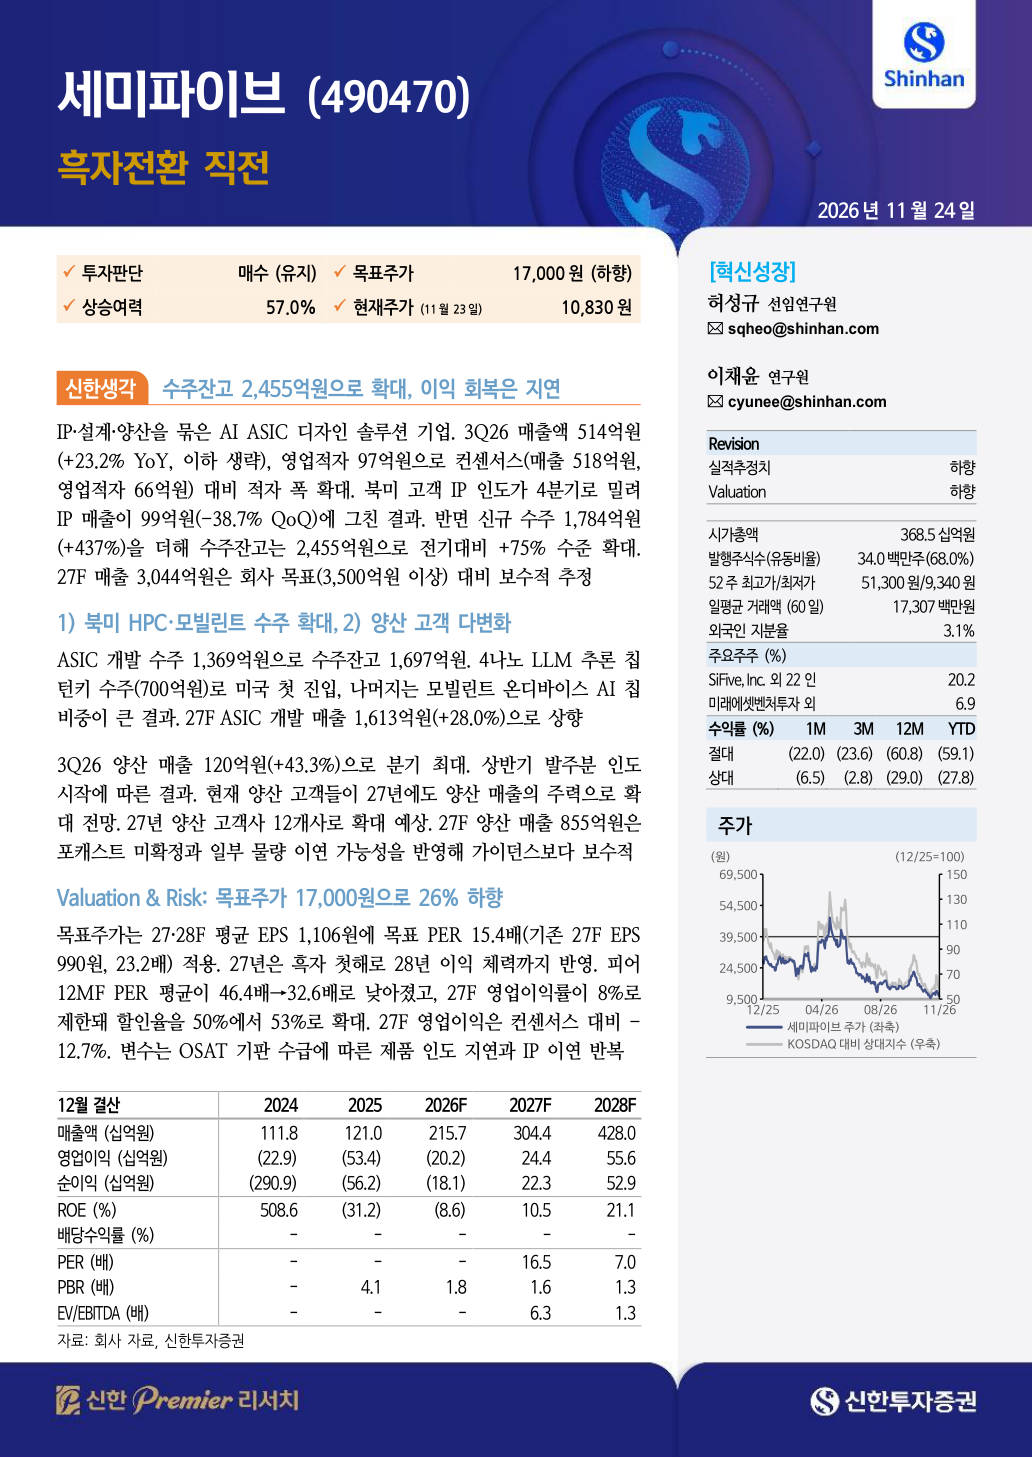 세미파이브 (490470)
흑자전환 직전
Shinhan
2026년 11월 24일
✓ 투자판단 매수 (유지) ✓ 목표주가 17,000원 (하향)
✓ 상승여력 57.0% ✓ 현재주가 (11월 23일) 10,830원
신한생각 수주잔고 2,455억원으로 확대, 이익 회복은 지연
IP·설계·양산을 묶은 AI ASIC 디자인 솔루션 기업. 3Q26 매출액 514억원
(+23.2% YoY, 이하 생략), 영업적자 97억원으로 컨센서스(매출 518억원,
영업적자 66억원) 대비 적자 폭 확대. 북미 고객 IP 인도가 4분기로 밀려
IP 매출이 99억원(-38.7% QoQ)에 그친 결과. 반면 신규 수주 1,784억원
(+437%)을 더해 수주잔고는 2,455억원으로 전기대비 +75% 수준 확대.
27F 매출 3,044억원은 회사 목표(3,500억원 이상) 대비 보수적 추정
1) 북미 HPC·모빌린트 수주 확대, 2) 양산 고객 다변화
ASIC 개발 수주 1,369억원으로 수주잔고 1,697억원. 4나노 LLM 추론 칩
턴키 수주(700억원)로 미국 첫 진입, 나머지는 모빌린트 온디바이스 AI 칩
비중이 큰 결과. 27F ASIC 개발 매출 1,613억원(+28.0%)으로 상향
3Q26 양산 매출 120억원(+43.3%)으로 분기 최대. 상반기 발주분 인도
시작에 따른 결과. 현재 양산 고객들이 27년에도 양산 매출의 주력으로 확
대 전망. 27년 양산 고객사 12개사로 확대 예상. 27F 양산 매출 855억원은
포캐스트 미확정과 일부 물량 이연 가능성을 반영해 가이던스보다 보수적
Valuation & Risk: 목표주가 17,000원으로 26% 하향
목표주가는 27·28F 평균 EPS 1,106원에 목표 PER 15.4배(기존 27F EPS
990원, 23.2배) 적용. 27년은 흑자 첫해로 28년 이익 체력까지 반영. 피어
12MF PER 평균이 46.4배→32.6배로 낮아졌고, 27F 영업이익률이 8%로
제한돼 할인율을 50%에서 53%로 확대. 27F 영업이익은 컨센서스 대비 -
12.7%. 변수는 OSAT 기판 수급에 따른 제품 인도 지연과 IP 이연 반복
12월 결산 2024 2025 2026F 2027F 2028F
매출액 (십억원) 111.8 121.0 215.7 304.4 428.0
영업이익 (십억원) (22.9) (53.4) (20.2) 24.4 55.6
순이익 (십억원) (290.9) (56.2) (18.1) 22.3 52.9
ROE (%) 508.6 (31.2) (8.6) 10.5 21.1
배당수익률 (%) - - - - -
PER (배) - - - 16.5 7.0
PBR (배) - 4.1 1.8 1.6 1.3
EV/EBITDA (배) - - - 6.3 1.3
자료: 회사 자료, 신한투자증권
[혁신성장]
허성규 선임연구원
sqheo@shinhan.com
이채윤 연구원
cyunee@shinhan.com
Revision
실적추정치 하향
Valuation 하향
시가총액 368.5 십억원
발행주식수(유동비율) 34.0 백만주(68.0%)
52 주 최고가/최저가 51,300 원/9,340 원
일평균 거래액 (60 일) 17,307 백만원
외국인 지분율 3.1%
주요주주 (%)
SiFive, Inc. 외 22 인 20.2
미래에셋벤처투자 외 6.9
수익률 (%) 1M 3M 12M YTD
절대 (22.0) (23.6) (60.8) (59.1)
상대 (6.5) (2.8) (29.0) (27.8)
주가
(원) (12/25=100)
69,500 150
54,500 130
110
39,500 90
24,500 70
9,500 50
12/25 04/26 08/26 11/26
세미파이브 주가 (좌축)
KOSDAQ 대비 상대지수 (우축)
신한 Premier 리서치
신한투자증권